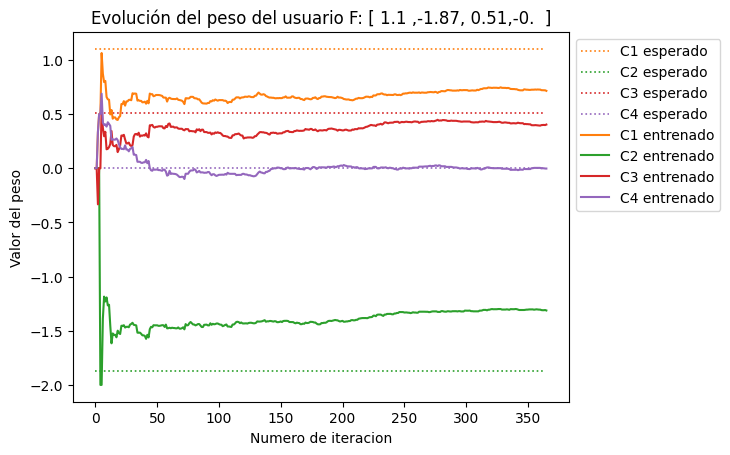 Evolución del peso del usuario F: [ 1.1 ,-1.87, 0.51,-0.  ]
1.0
0.5
0.0
−0.5
−1.0
−1.5
−2.0
Valor del peso
0 50 100 150 200 250 300 350
Numero de iteracion
C1 esperado
C2 esperado
C3 esperado
C4 esperado
C1 entrenado
C2 entrenado
C3 entrenado
C4 entrenado